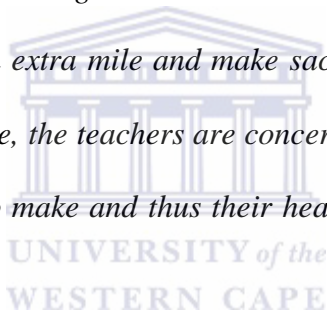 extra mile and make sac
e, the teachers are concer
make and thus their hea
UNIVERSITY of the
WESTERN CAPE